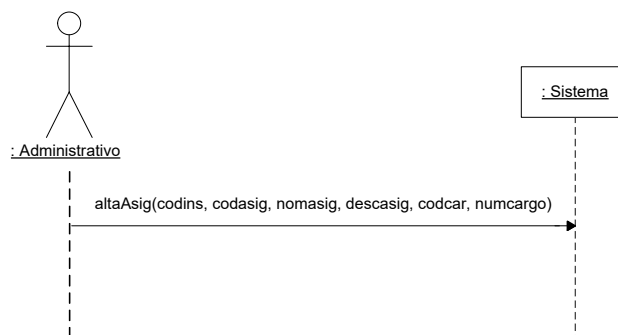 : Sistema
: Administrativo
altaAsig(codins, codasig, nomasig, descasig, codcar, numcargo)